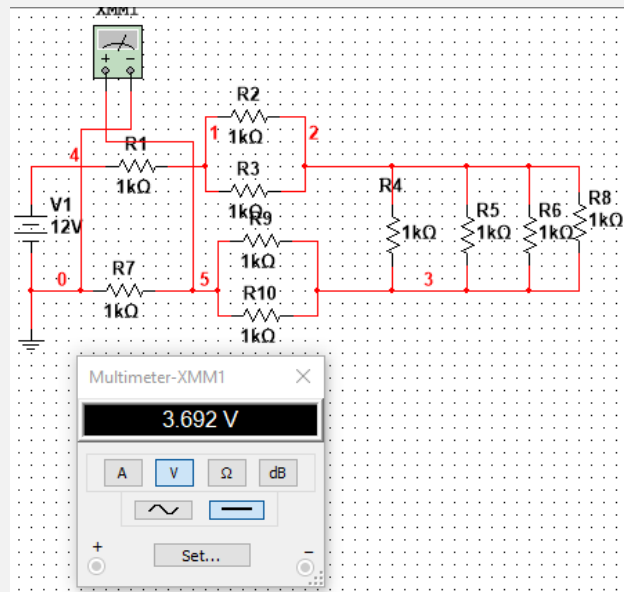 XMM1
+ −
R2
1 2
1kΩ
4 R1 R3
1kΩ 1kΩ
V1
12V
R4 R5 R6 R8
1kΩ 1kΩ 1kΩ 1kΩ
R9
1kΩ
0 R7 5 R10 3
1kΩ 1kΩ
Multimeter-XMM1
3.692 V
A V Ω dB
+ Set... −